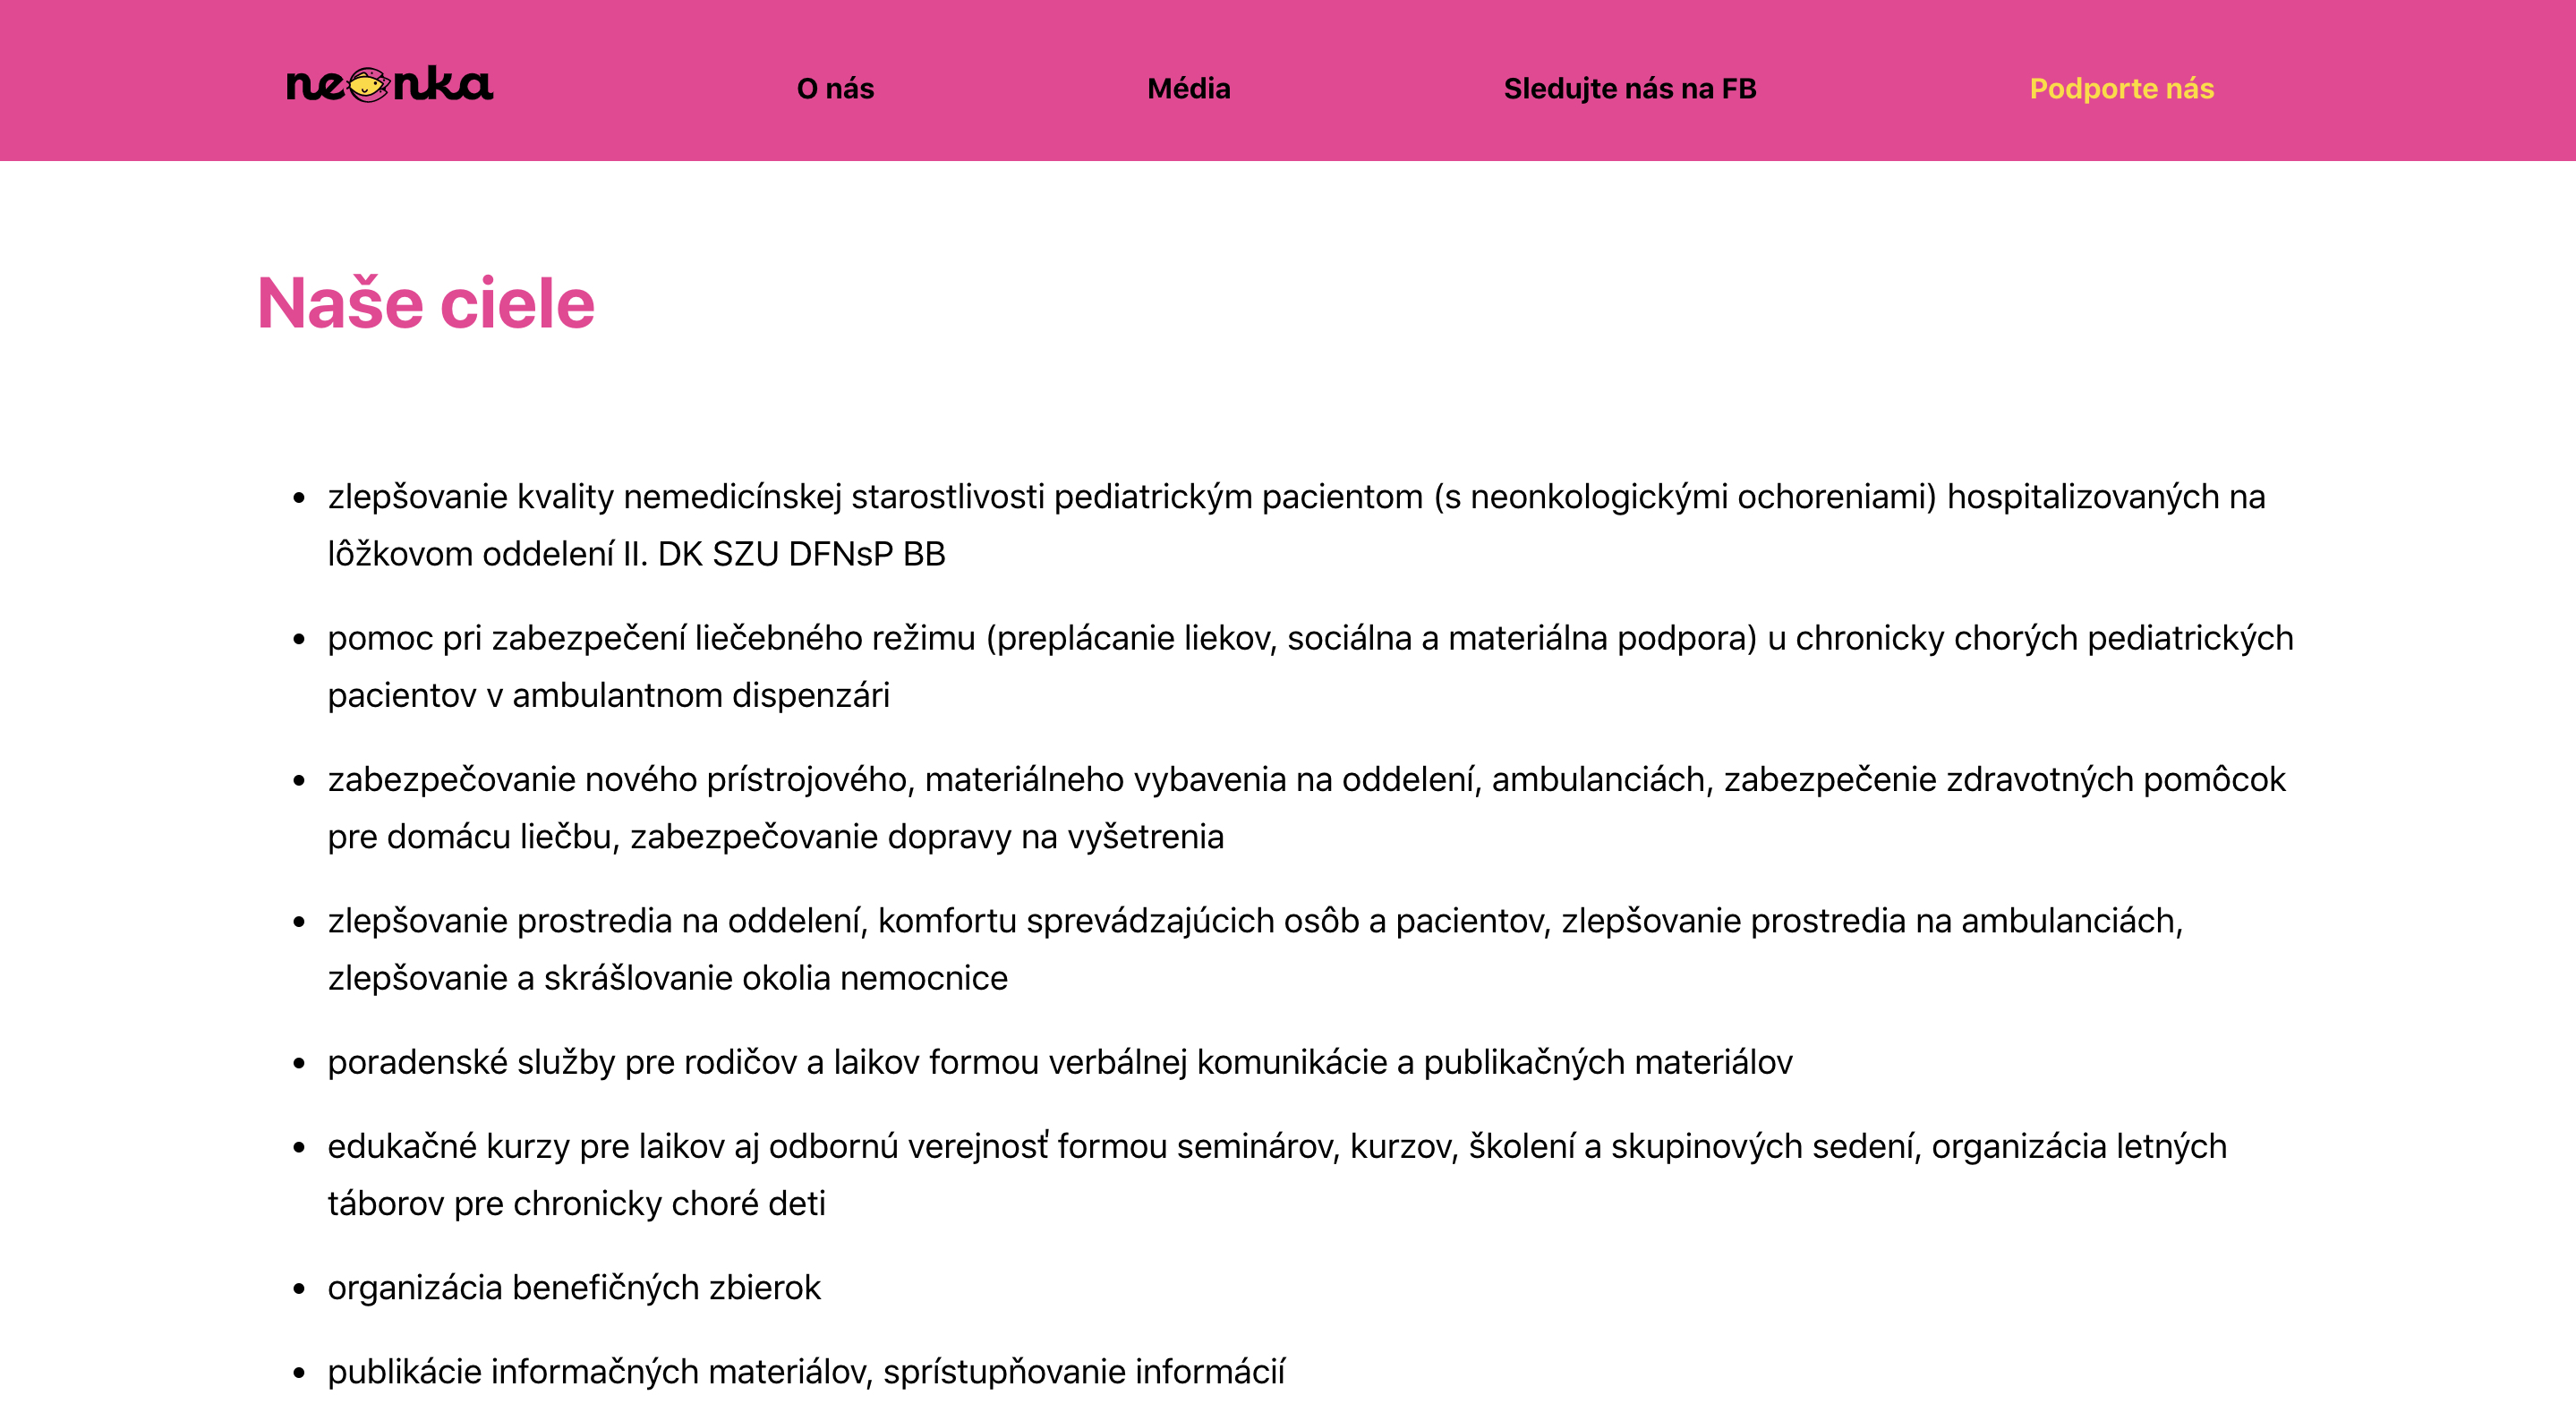 neonka
O nás
Média
Sledujte nás na FB
Podporte nás
Naše ciele
• zlepšovanie kvality nemedicínskej starostlivosti pediatrickým pacientom (s neonkologickými ochoreniami) hospitalizovaných na
lôžkovom oddelení II. DK SZU DFNsP BB
• pomoc pri zabezpečení liečebného režimu (preplácanie liekov, sociálna a materiálna podpora) u chronicky chorých pediatrických
pacientov v ambulantnom dispenzári
• zabezpečovanie nového prístrojového, materiálneho vybavenia na oddelení, ambulanciách, zabezpečenie zdravotných pomôcok
pre domácu liečbu, zabezpečovanie dopravy na vyšetrenia
• zlepšovanie prostredia na oddelení, komfortu sprevádzajúcich osôb a pacientov, zlepšovanie prostredia na ambulanciách,
zlepšovanie a skrášlovanie okolia nemocnice
• poradenské služby pre rodičov a laikov formou verbálnej komunikácie a publikačných materiálov
• edukačné kurzy pre laikov aj odbornú verejnosť formou seminárov, kurzov, školení a skupinových sedení, organizácia letných
táborov pre chronicky choré deti
• organizácia benefičných zbierok
• publikácie informačných materiálov, sprístupňovanie informácií